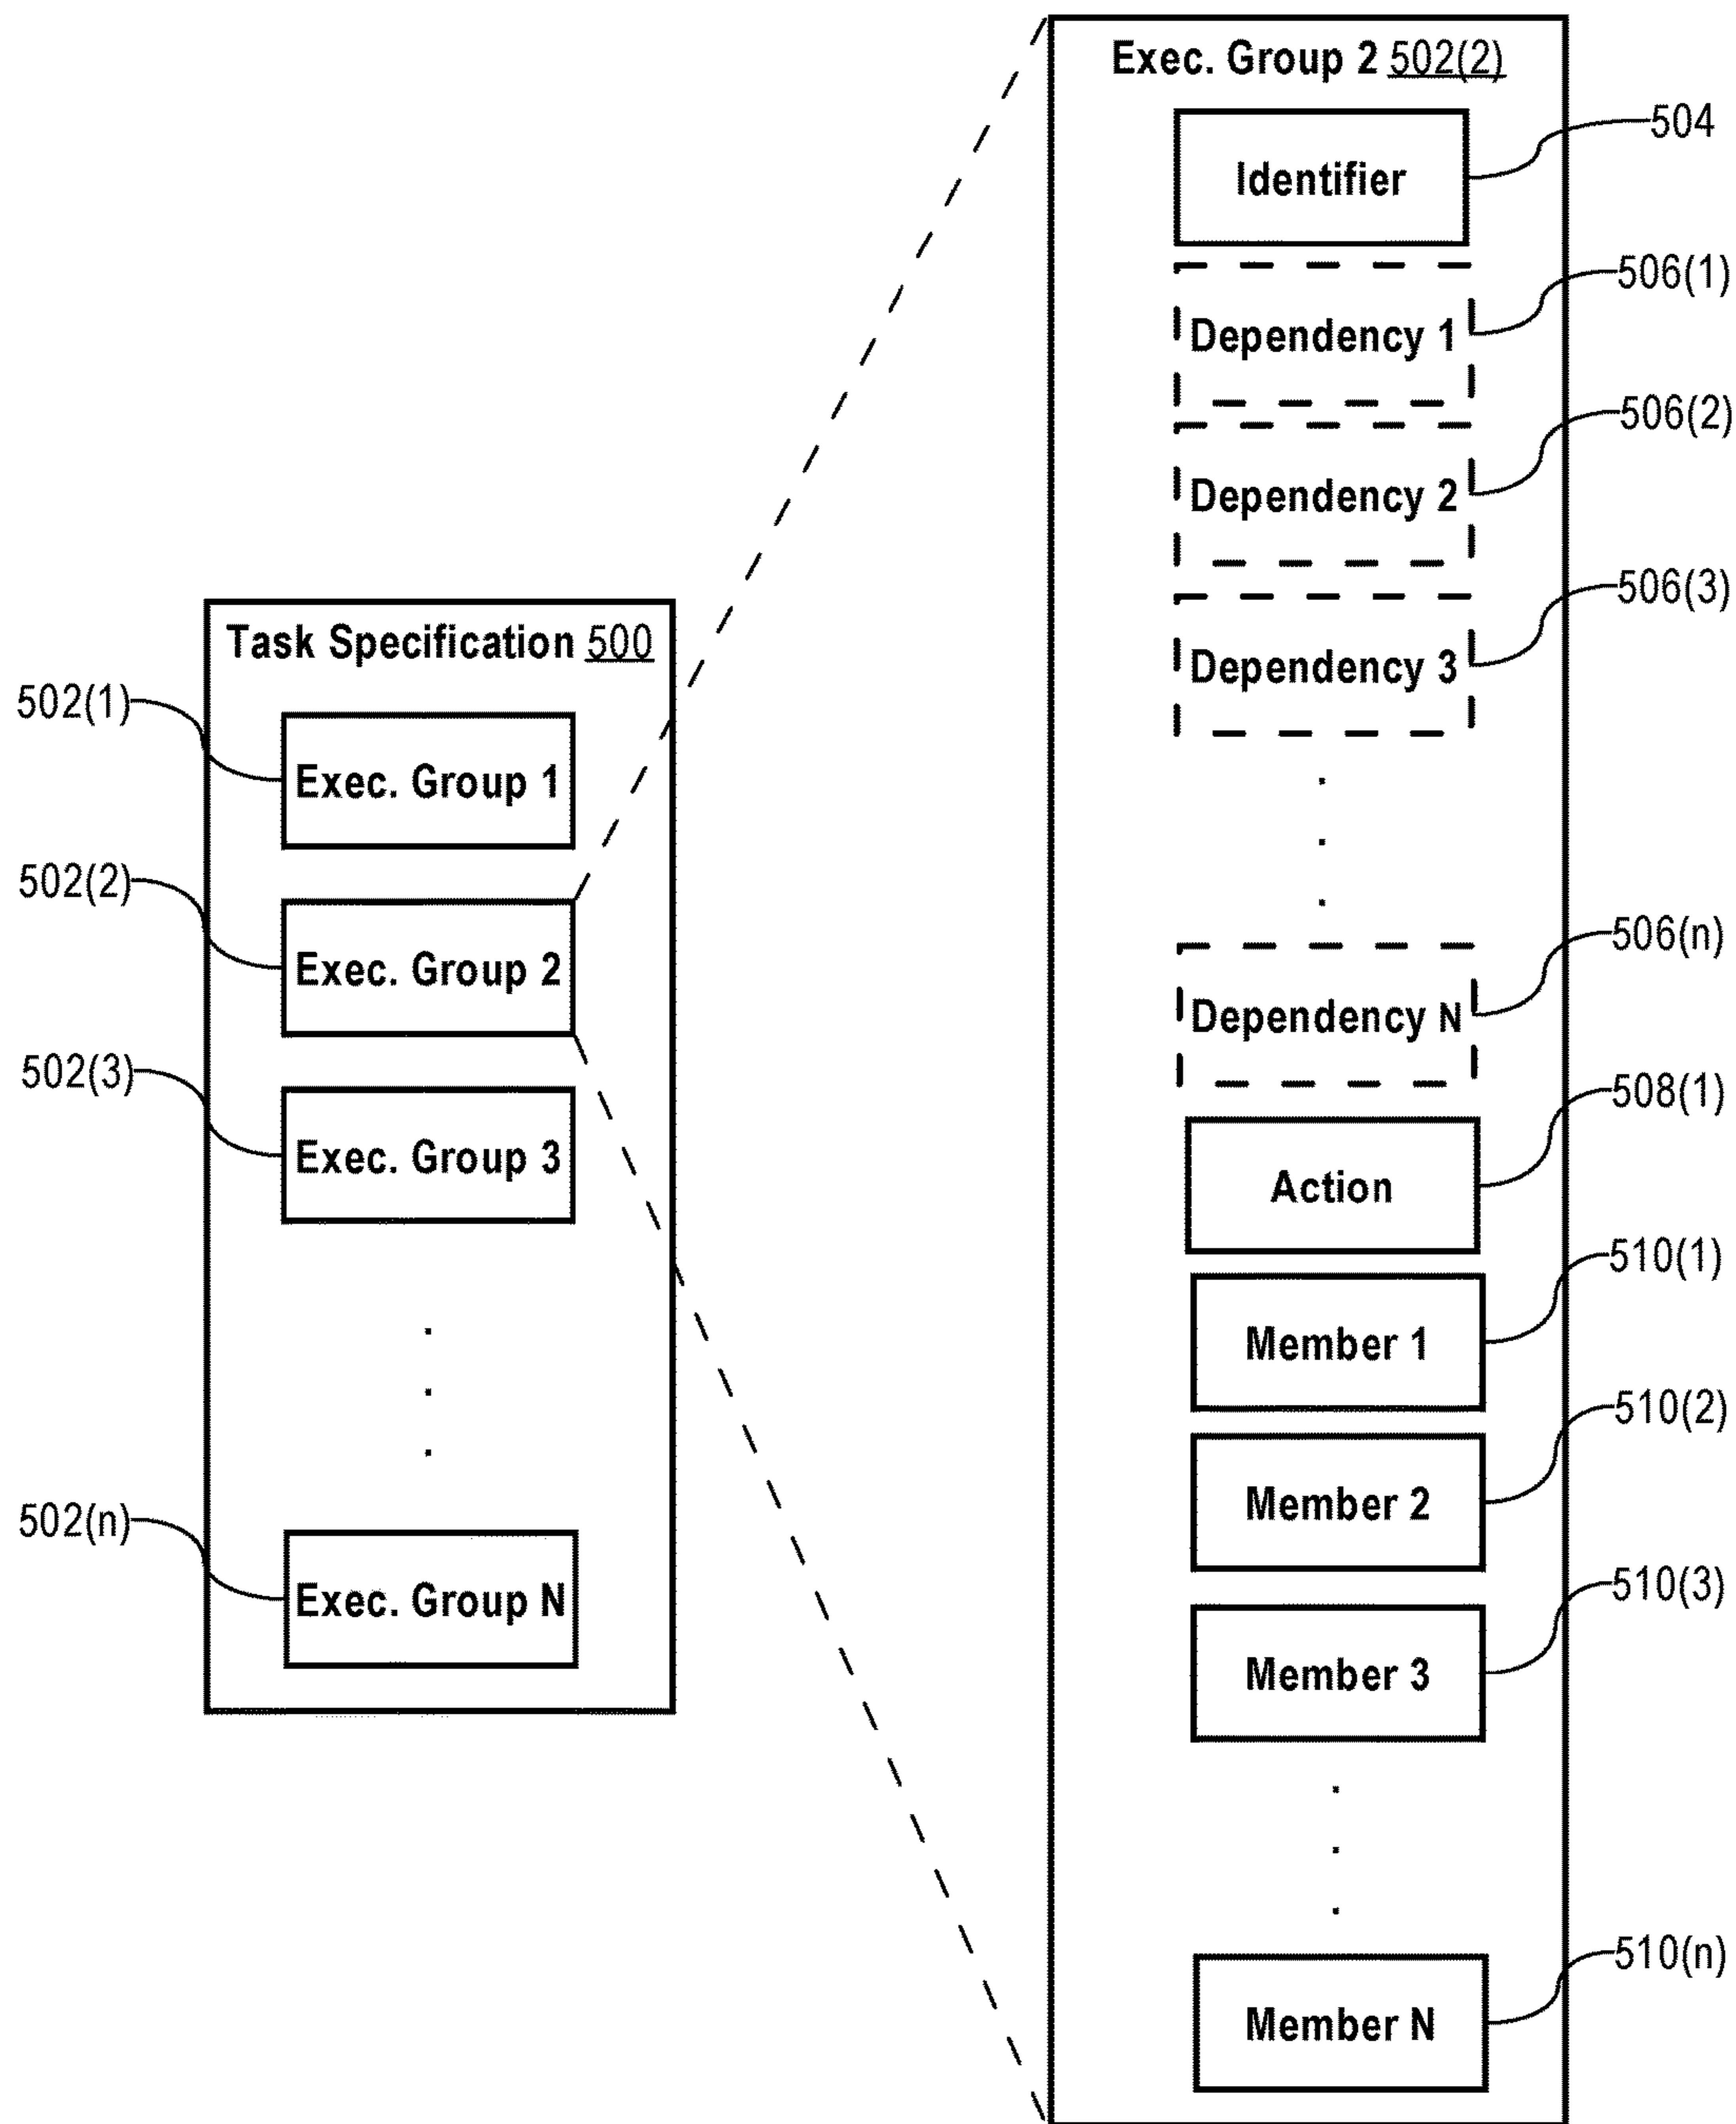 Task Specification 500
502(1)
Exec. Group 1
502(2)
Exec. Group 2
502(3)
Exec. Group 3
.
.
.
502(n)
Exec. Group N
Exec. Group 2 502(2)
504
Identifier
506(1)
Dependency 1
506(2)
Dependency 2
506(3)
Dependency 3
.
.
.
506(n)
Dependency N
508(1)
Action
510(1)
Member 1
510(2)
Member 2
510(3)
Member 3
.
.
.
510(n)
Member N